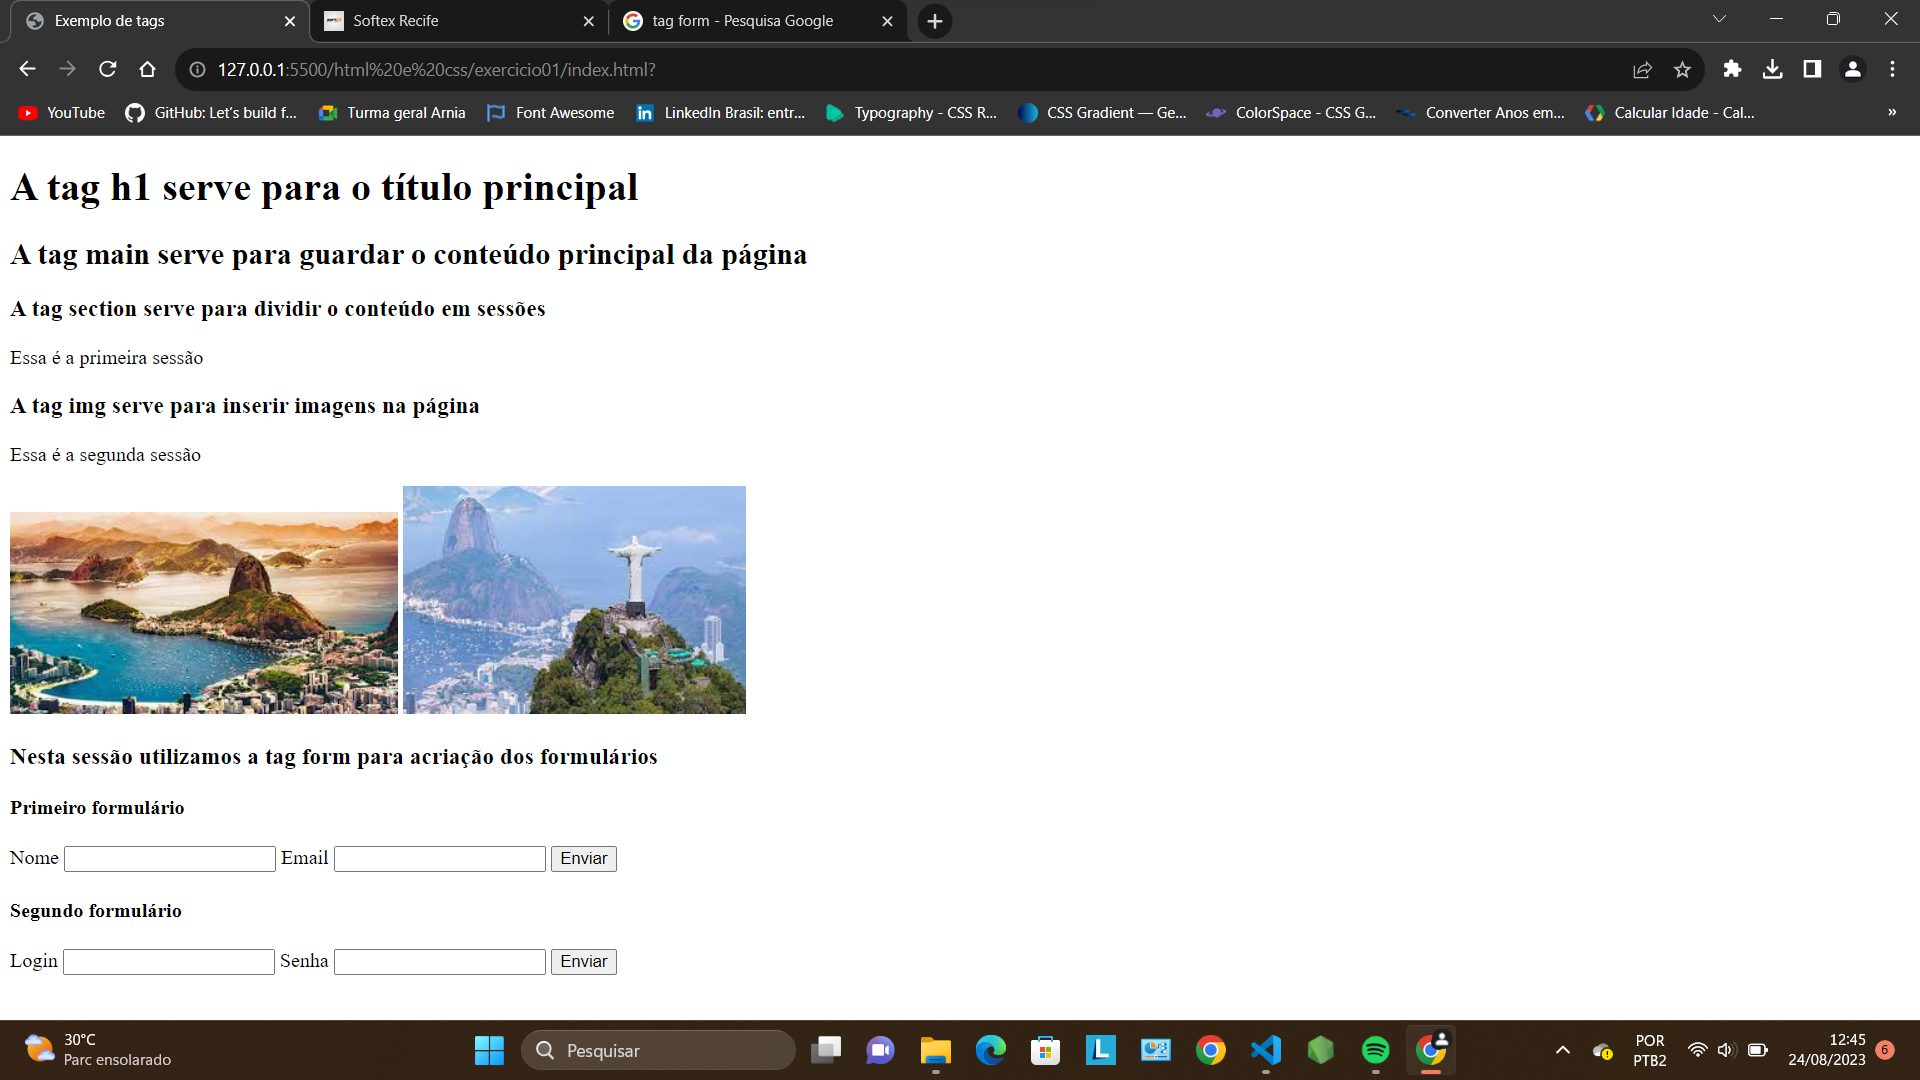 Exemplo de tags
Softex Recife
tag form - Pesquisa Google
127.0.0.1:5500/html%20e%20css/exercicio01/index.html?
YouTube
GitHub: Let's build f...
Turma geral Arnia
Font Awesome
LinkedIn Brasil: entr...
Typography - CSS R...
CSS Gradient — Ge...
ColorSpace - CSS G...
Converter Anos em...
Calcular Idade - Cal...
»
A tag h1 serve para o título principal
A tag main serve para guardar o conteúdo principal da página
A tag section serve para dividir o conteúdo em sessões
Essa é a primeira sessão
A tag img serve para inserir imagens na página
Essa é a segunda sessão
Nesta sessão utilizamos a tag form para acriação dos formulários
Primeiro formulário
Nome Email Enviar
Segundo formulário
Login Senha Enviar
30°C
Parc ensolarado
Pesquisar
POR
PTB2
12:45
24/08/2023
6